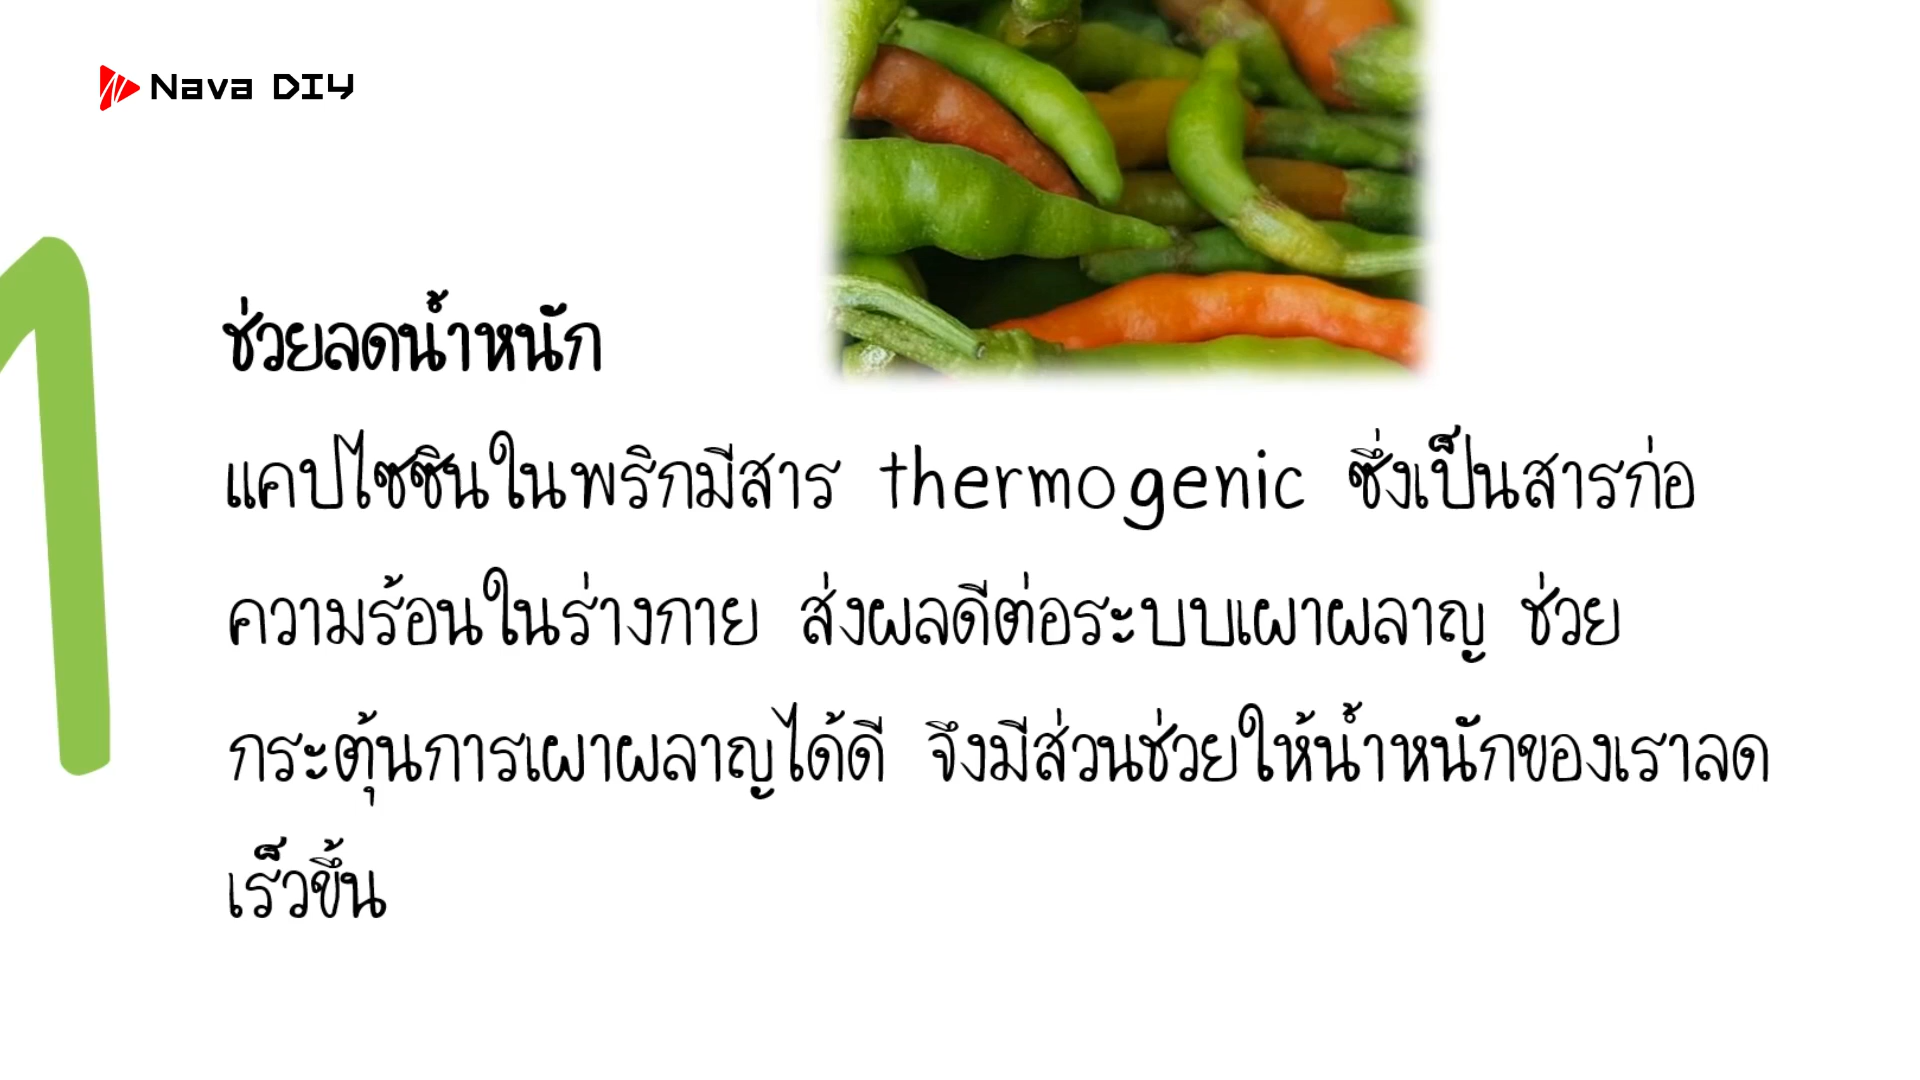 Nava DIY
1
ช่วยลดน้ำหนัก
แคปไซซินในพริกมีสาร thermogenic ซึ่งเป็นสารก่อ
ความร้อนในร่างกาย ส่งผลดีต่อระบบเผาผลาญ ช่วย
กระตุ้นการเผาผลาญได้ดี จึงมีส่วนช่วยให้น้ำหนักของเราลด
เร็วขึ้น